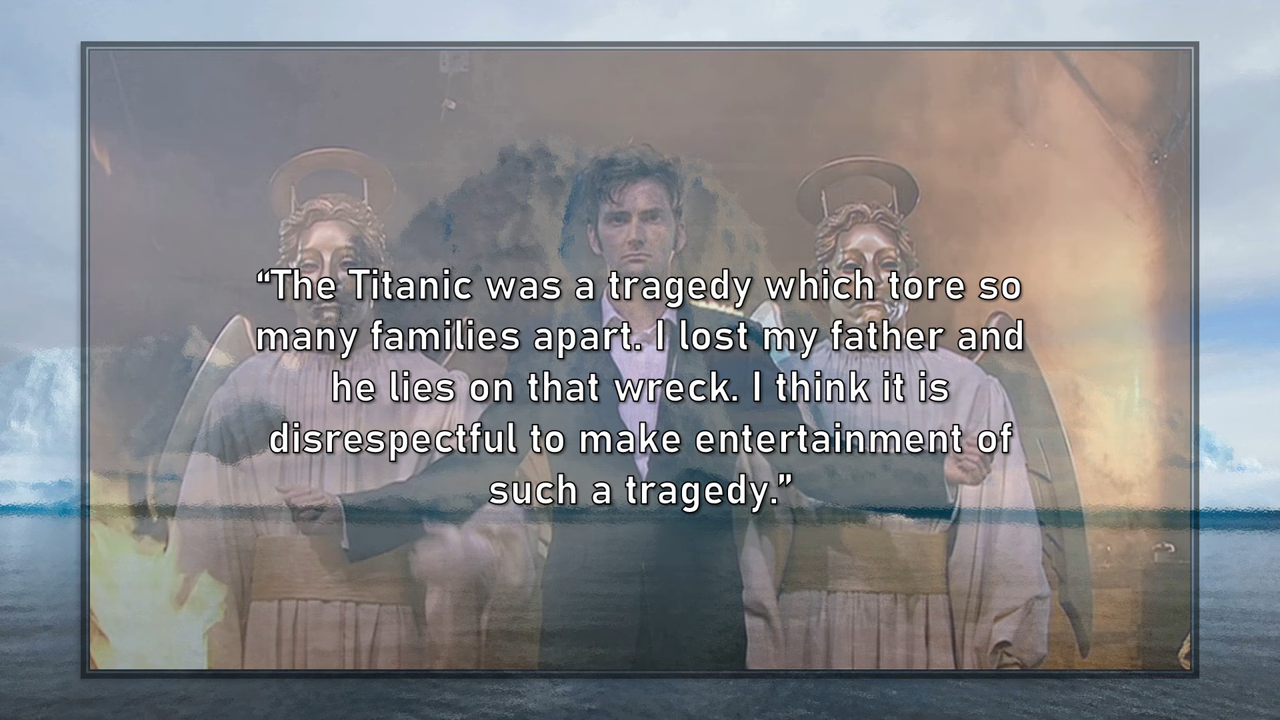 “The Titanic was a tragedy which tore so
many families apart. I lost my father and
he lies on that wreck. I think it is
disrespectful to make entertainment of
such a tragedy.”